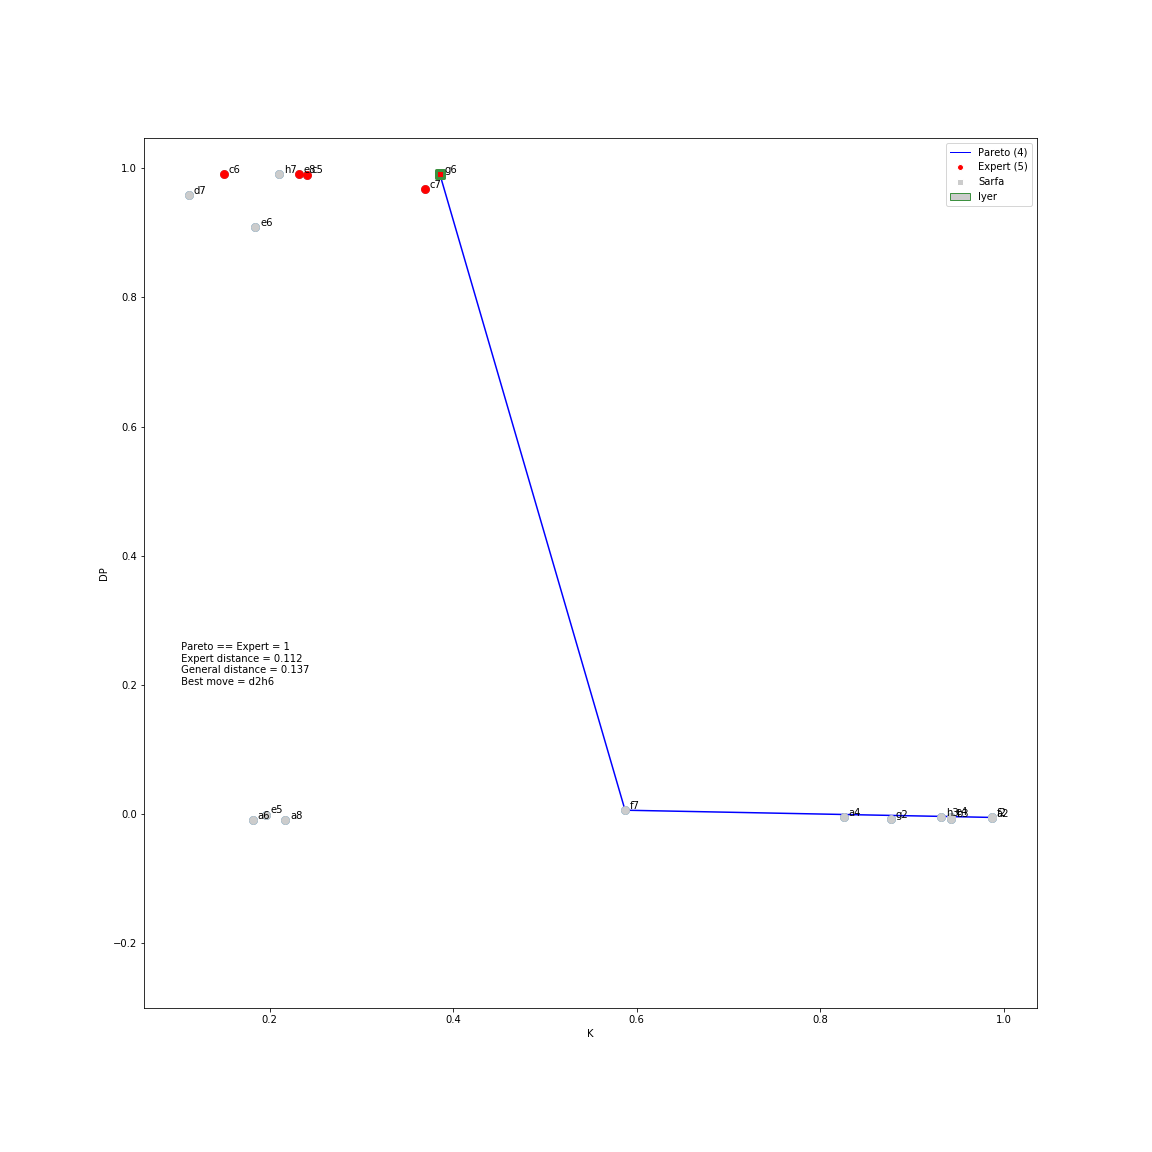 1.0
0.8
0.6
0.4
0.2
0.0
−0.2
DP
0.2
0.4
0.6
0.8
1.0
K
Pareto (4)
Expert (5)
Sarfa
Iyer
c6
h7
c5
g6
c7
d7
e6
Pareto == Expert = 1
Expert distance = 0.112
General distance = 0.137
Best move = d2h6
e5
a6
a8
f7
a4
g2
h3